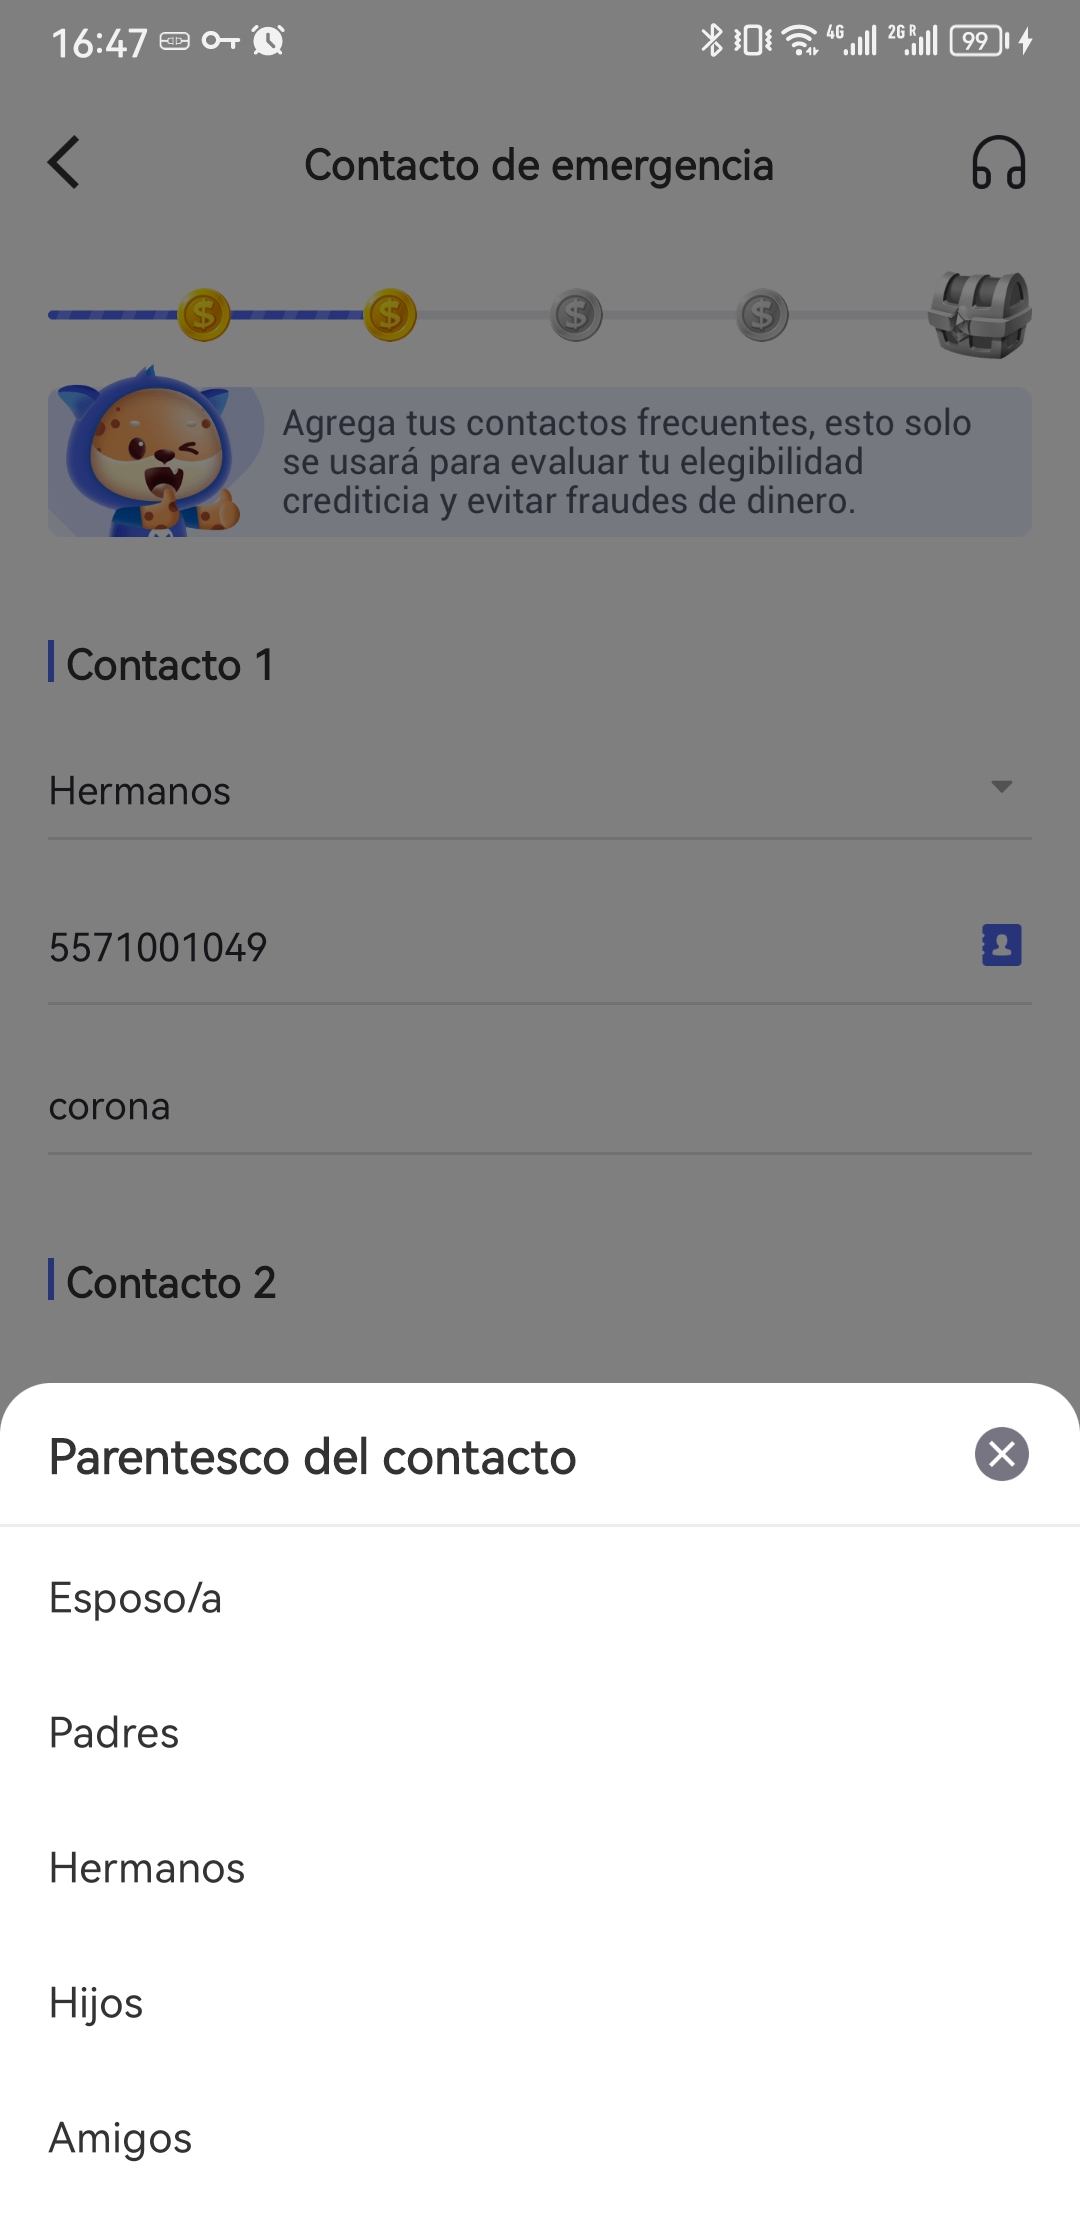 16:47
4G 2G R 99
Contacto de emergencia
Agrega tus contactos frecuentes, esto solo
se usará para evaluar tu elegibilidad
crediticia y evitar fraudes de dinero.
Contacto 1
Hermanos
5571001049
corona
Contacto 2
Parentesco del contacto
Esposo/a
Padres
Hermanos
Hijos
Amigos